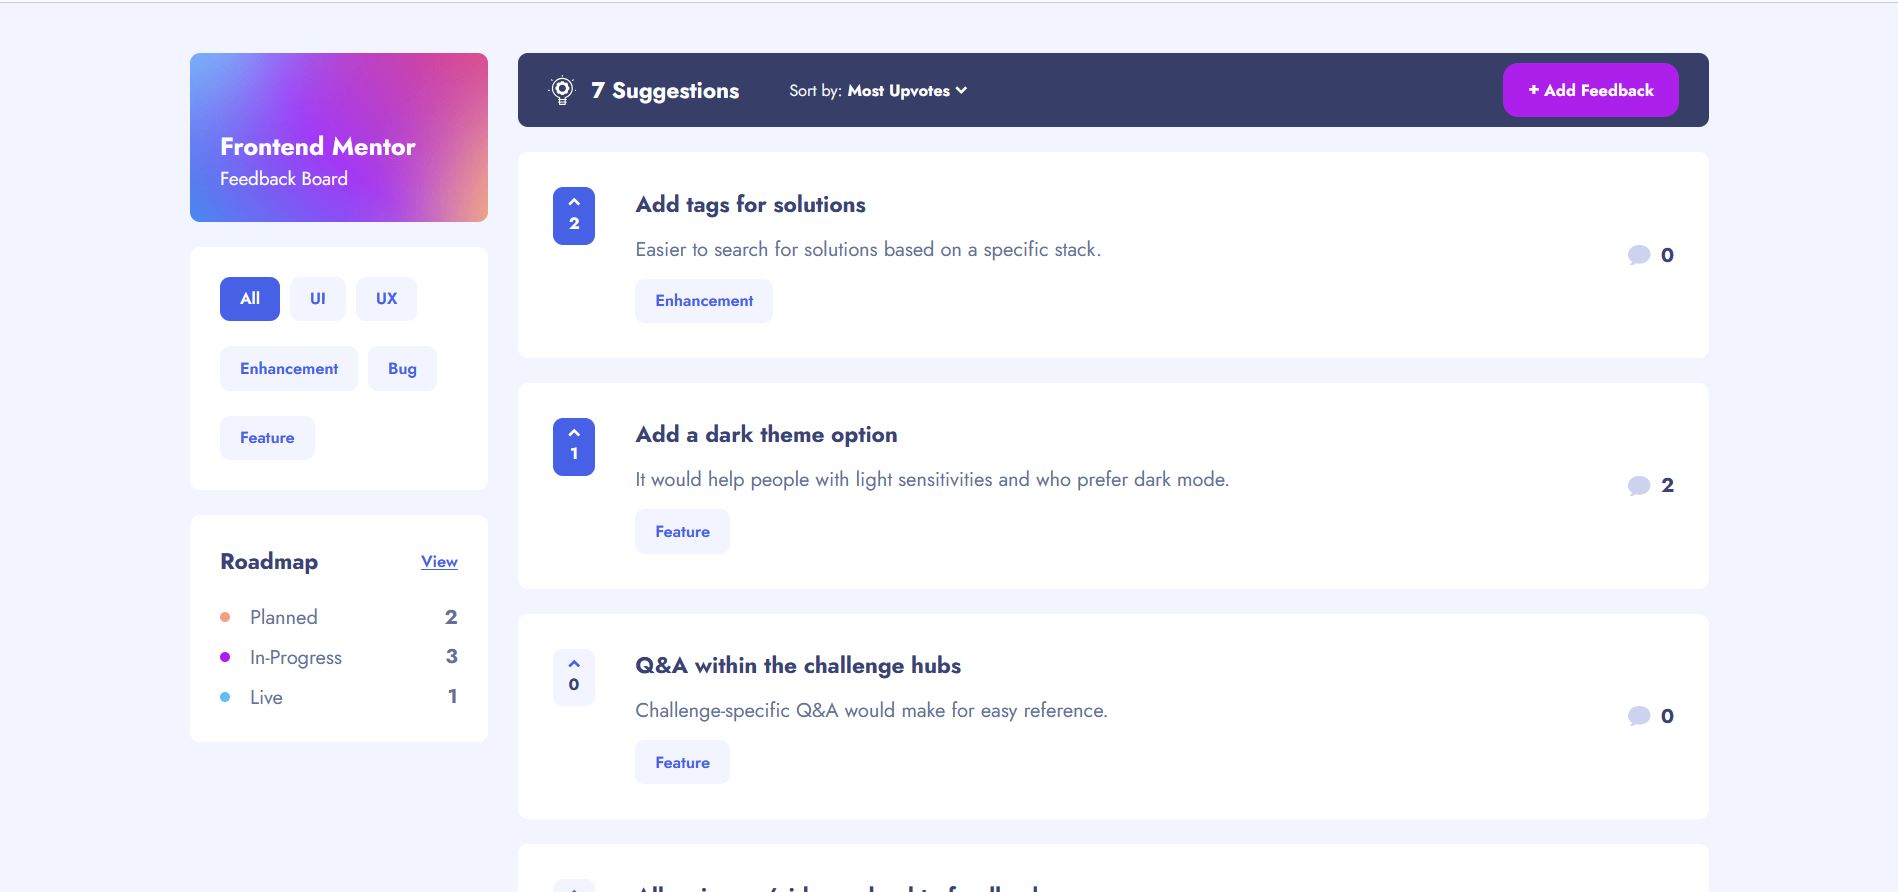 Frontend Mentor
Feedback Board
All UI UX
Enhancement Bug
Feature
Roadmap View
Planned 2
In-Progress 3
Live 1
7 Suggestions Sort by: Most Upvotes + Add Feedback
2
Add tags for solutions
Easier to search for solutions based on a specific stack.
Enhancement
0
1
Add a dark theme option
It would help people with light sensitivities and who prefer dark mode.
Feature
2
0
Q&A within the challenge hubs
Challenge-specific Q&A would make for easy reference.
Feature
0